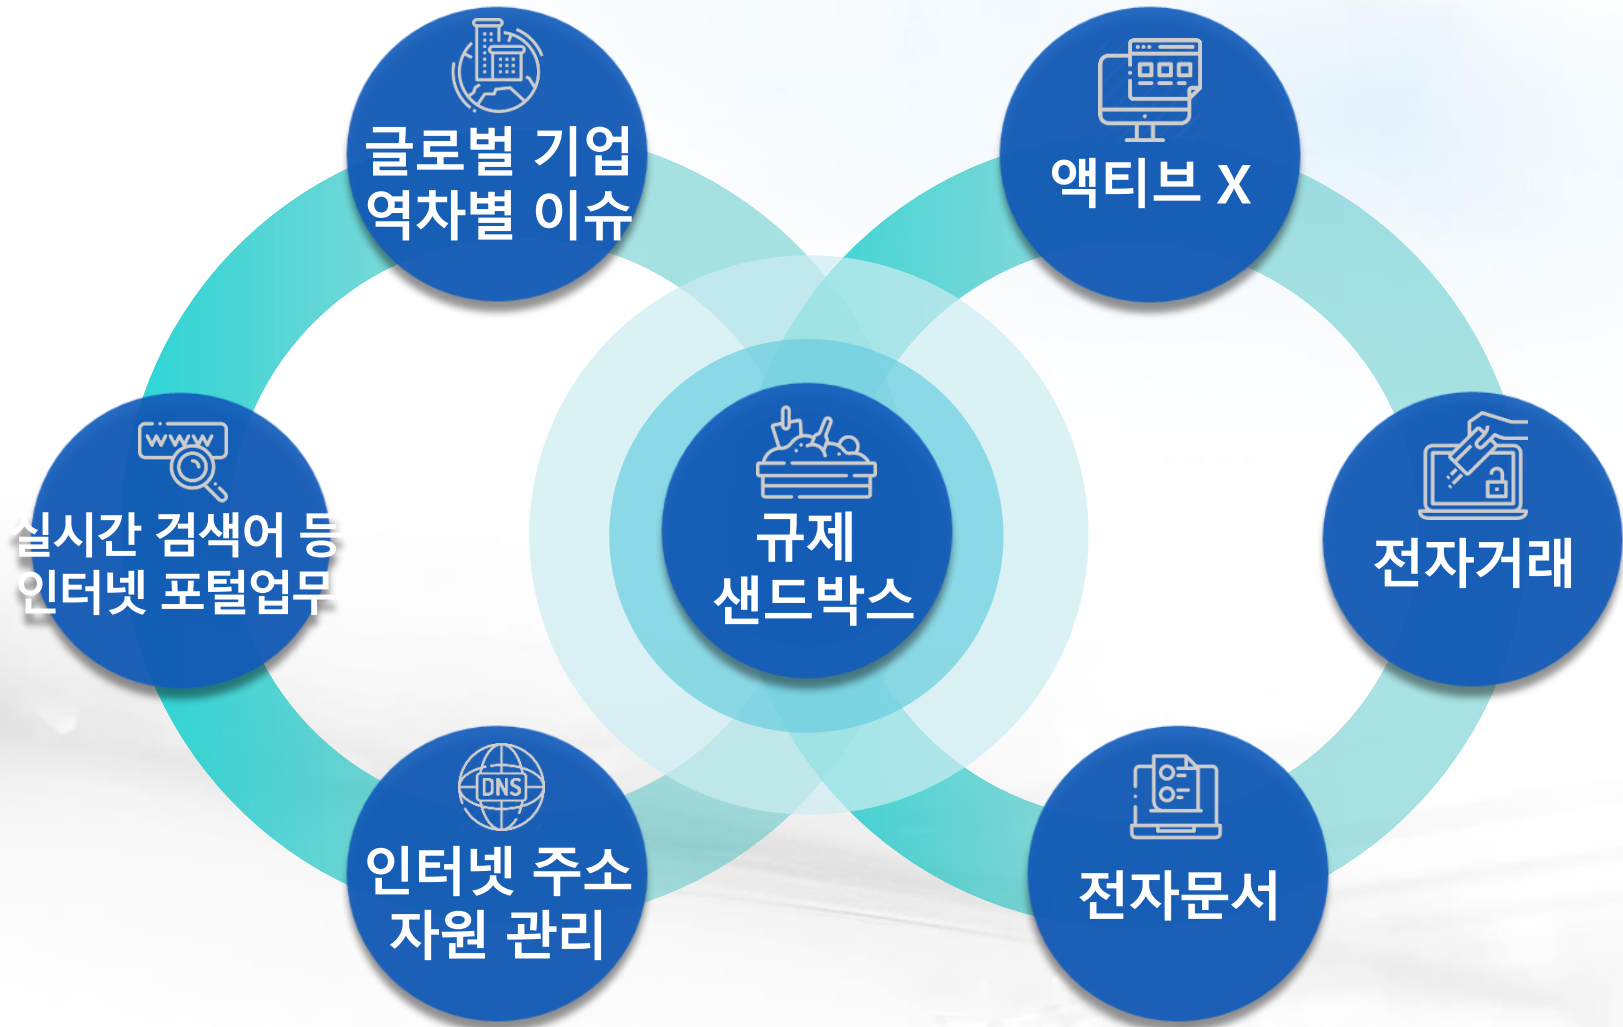 글로벌 기업
역차별 이슈
액티브 X
WWW
실시간 검색어 등
인터넷 포털업무
규제
샌드박스
전자거래
DNS
인터넷 주소
자원 관리
전자문서